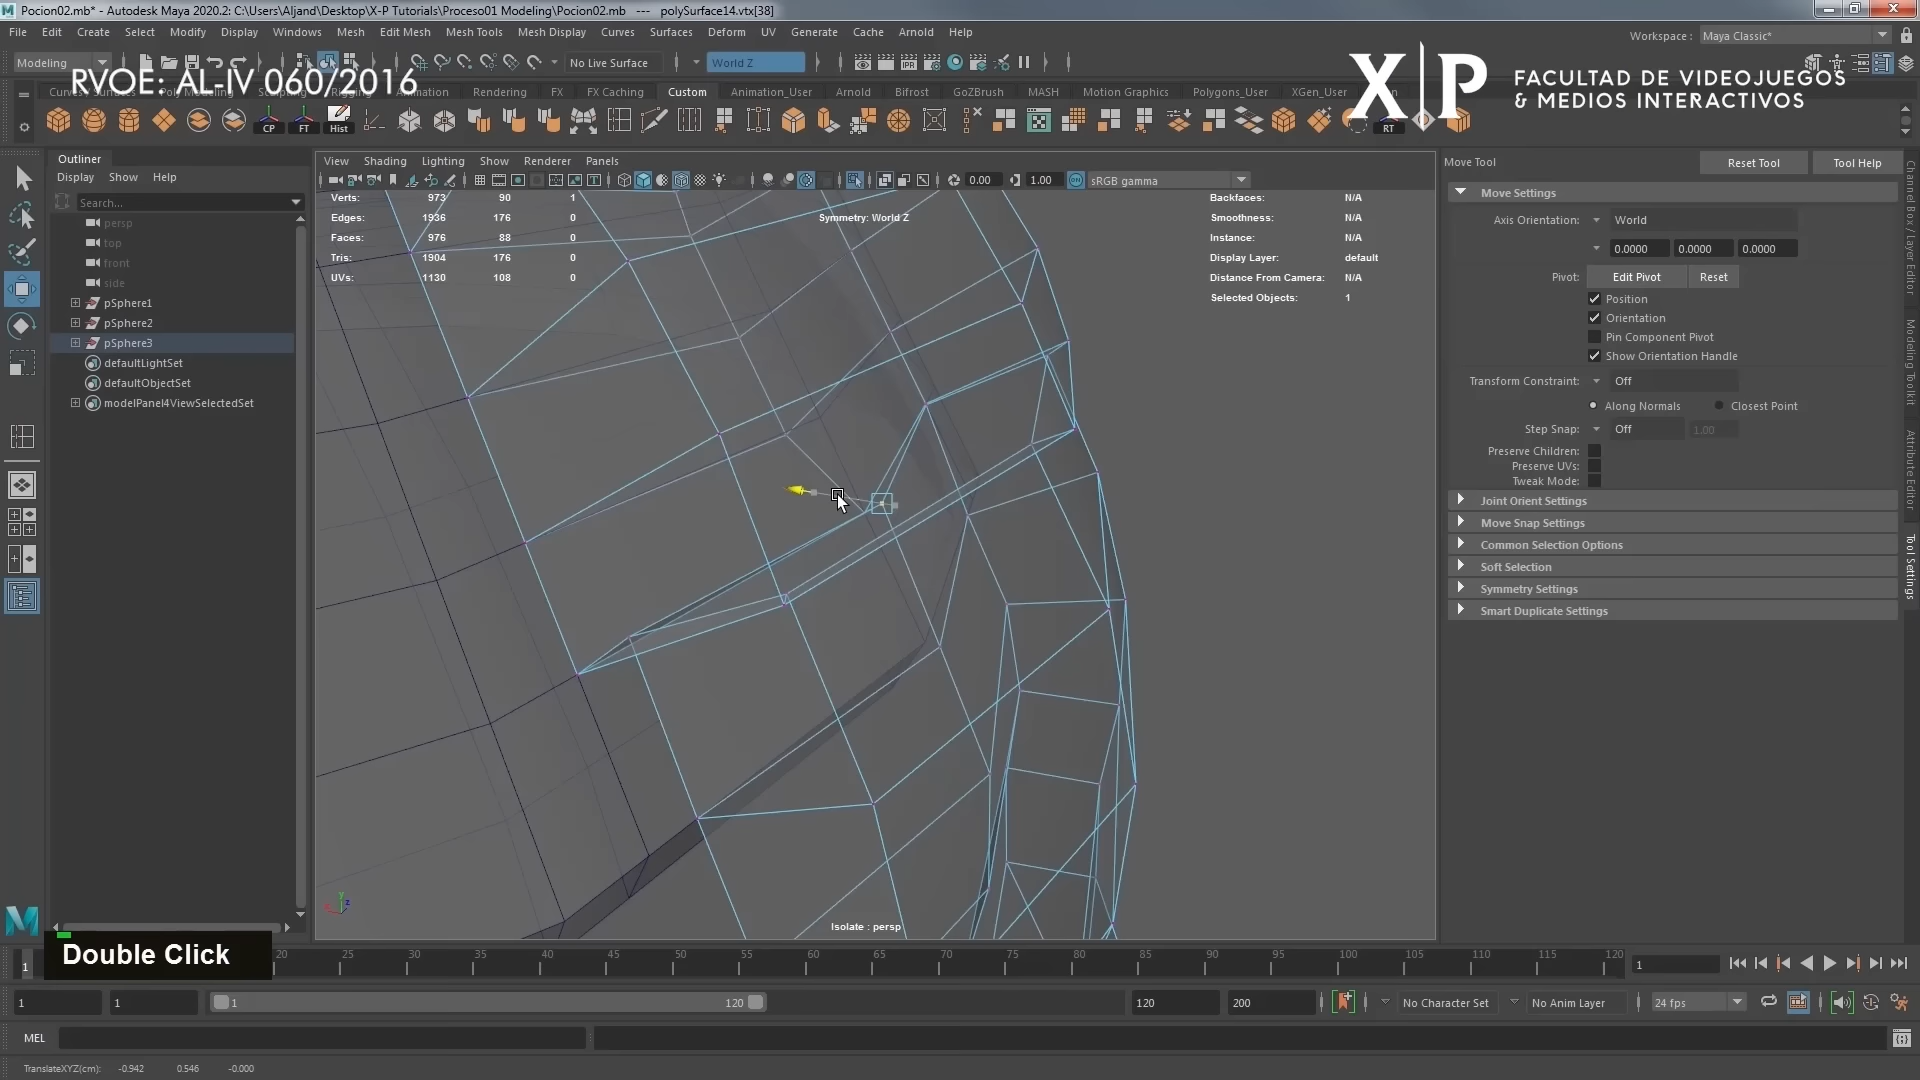 Pocion02.mb* - Autodesk Maya 2020.2: C:\Users\Aljand\Desktop\X-P Tutorials\Proceso01 Modeling\Pocion02.mb --- polySurface14.vtx[38]
File Edit Create Select Modify Display Windows Mesh Edit Mesh Mesh Tools Mesh Display Curves Surfaces Deform UV Generate Cache Arnold Help
Workspace : Maya Classic*
Modeling No Live Surface World Z
RVOE: AL-IV 060/2016
X|P FACULTAD DE VIDEOJUEGOS
& MEDIOS INTERACTIVOS
Rendering FX FX Caching Custom Animation_User Arnold Bifrost GoZBrush MASH Motion Graphics Polygons_User XGen_User
CP FT Hist RT
Outliner
Display Show Help
Search...
persp
top
front
side
pSphere1
pSphere2
pSphere3
defaultLightSet
defaultObjectSet
modelPanel4ViewSelectedSet
View Shading Lighting Show Renderer Panels
0.00 1.00 sRGB gamma
Verts: 973 90 1
Edges: 1936 176 0
Faces: 976 88 0
Tris: 1904 176 0
UVs: 1130 108 0
Symmetry: World Z
Backfaces: N/A
Smoothness: N/A
Instance: N/A
Display Layer: default
Distance From Camera: N/A
Selected Objects: 1
Isolate : persp
Move Tool Reset Tool Tool Help
Move Settings
Axis Orientation: World
0.0000 0.0000 0.0000
Pivot: Edit Pivot Reset
Position
Orientation
Pin Component Pivot
Show Orientation Handle
Transform Constraint: Off
Along Normals Closest Point
Step Snap: Off 1.00
Preserve Children:
Preserve UVs:
Tweak Mode:
Joint Orient Settings
Move Snap Settings
Common Selection Options
Soft Selection
Symmetry Settings
Smart Duplicate Settings
Channel Box / Layer Editor
Modeling Toolkit
Attribute Editor
Tool Settings
Double Click
1 20 25 30 35 40 45 50 55 60 65 70 75 80 85 90 95 100 105 110 115 120 1
1 1 1 120 120 200 No Character Set No Anim Layer 24 fps
MEL
TranslateXYZ(cm): -0.942 0.546 -0.000